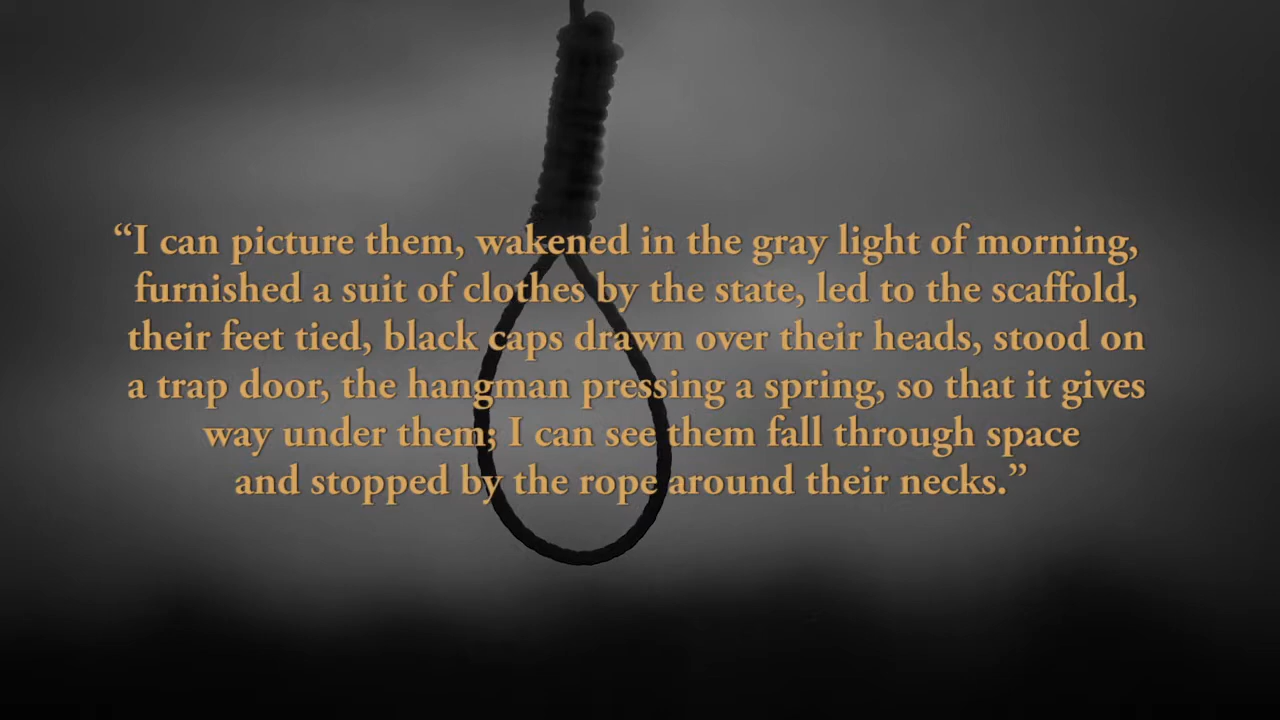 “I can picture them, wakened in the gray light of morning,
furnished a suit of clothes by the state, led to the scaffold,
their feet tied, black caps drawn over their heads, stood on
a trap door, the hangman pressing a spring, so that it gives
way under them; I can see them fall through space
and stopped by the rope around their necks.”